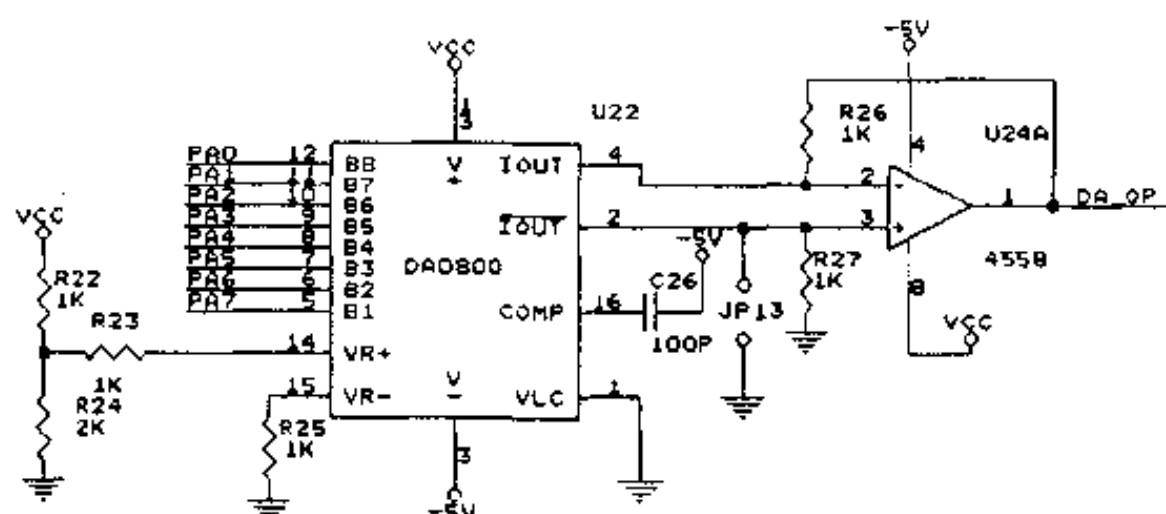 -5V
VCC
U22
R26
1K
U24A
4
PA0 12 B8 V + IOUT 4
PA1 11 B7 2 -
PA2 10 B6 1 DA_OP
PA3 9 B5 IOUT 2 3 +
PA4 8 B4 -5V
PA5 7 B3 DA0800 C26 R27 4558
PA6 6 B2 1K
PA7 5 B1 COMP 16 JP13 8
100P VCC
VCC
R22
1K
R23
1K
14 VR+
15 VR- V - VLC 1
R24
2K
R25
1K
3
-5V